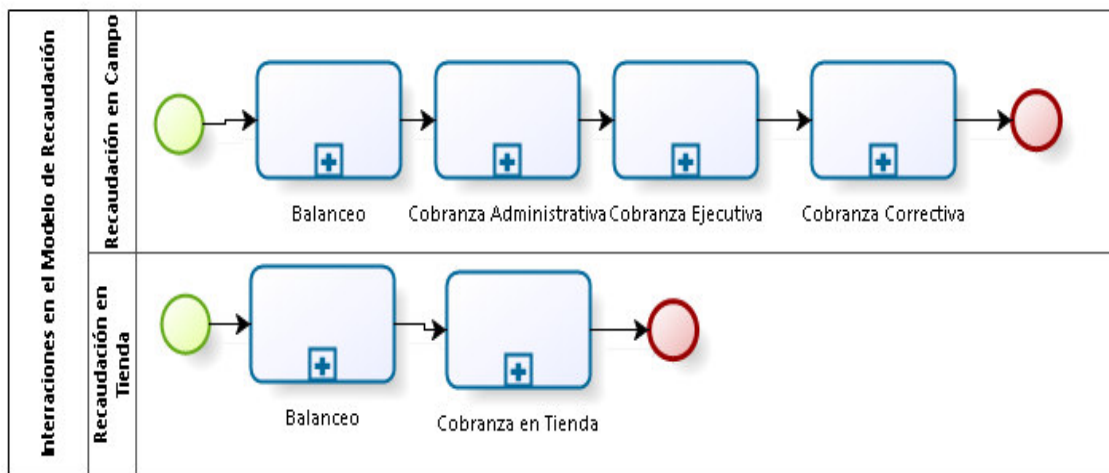 Interraciones en el Modelo de Recaudación
Recaudación en Campo
Balanceo
Cobranza Administrativa
Cobranza Ejecutiva
Cobranza Correctiva
Recaudación en
Tienda
Balanceo
Cobranza en Tienda